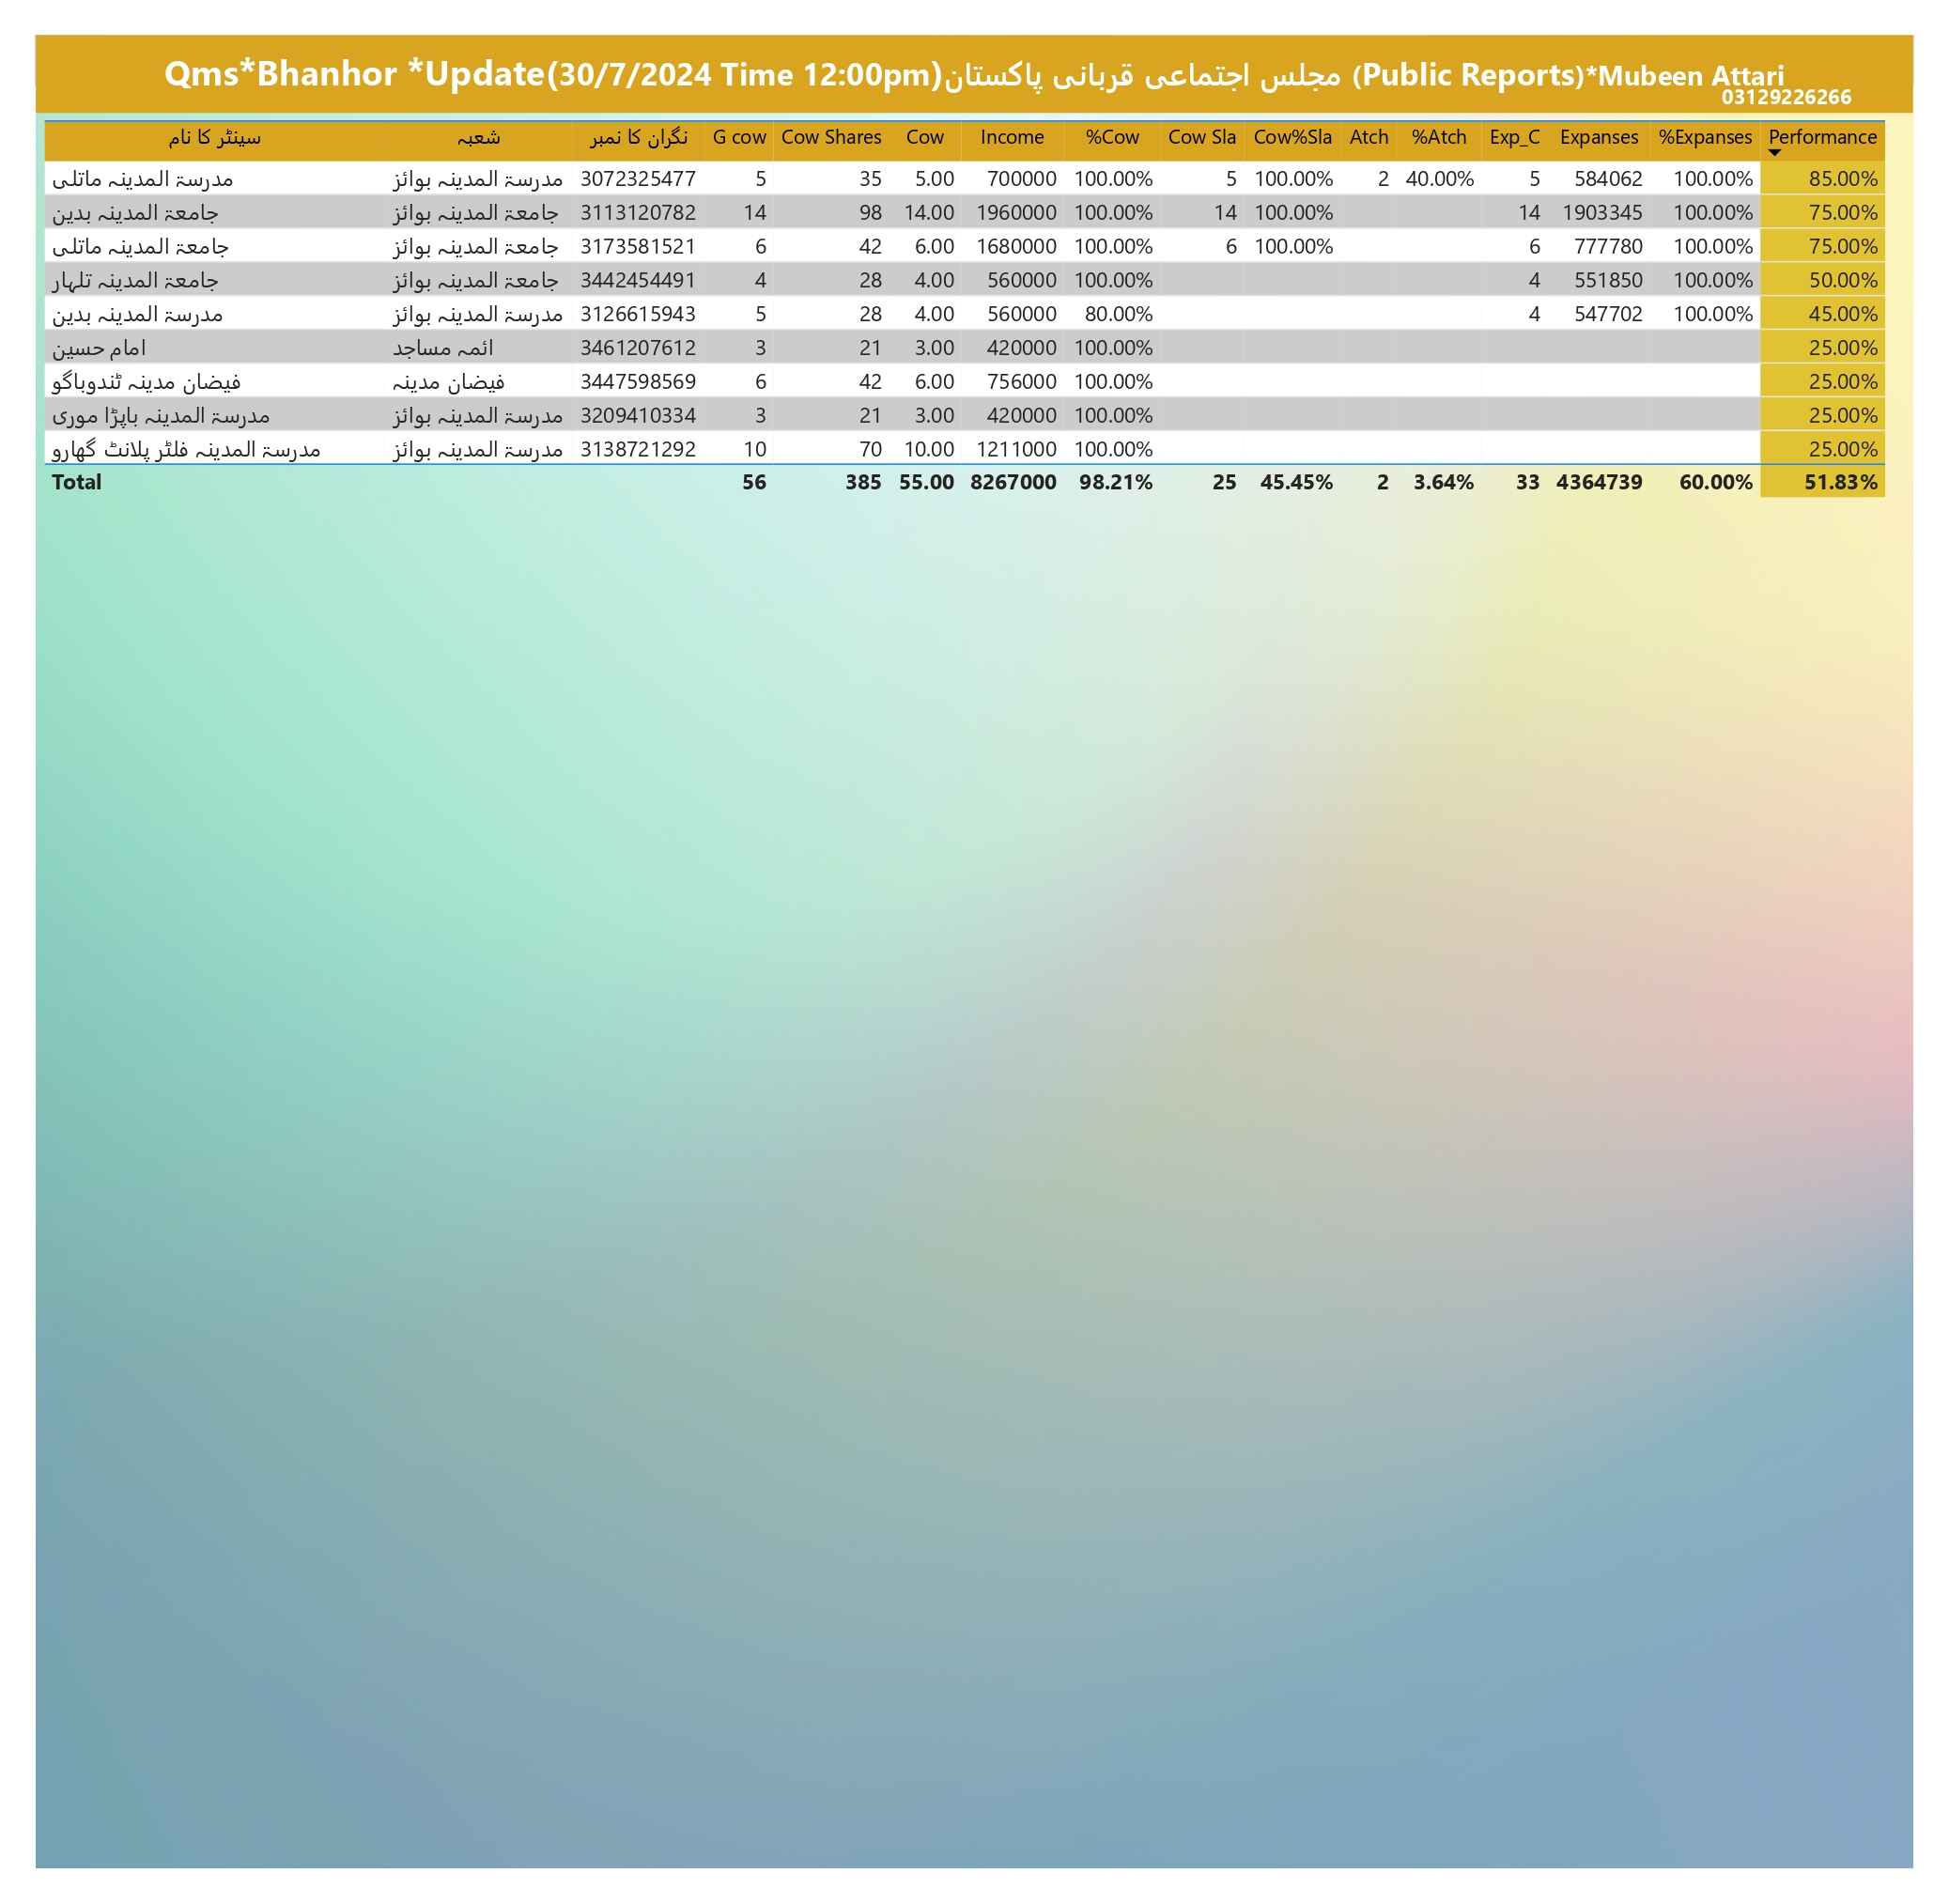 Qms*Bhanhor *Update(30/7/2024 Time 12:00pm)مجلس اجتماعی قربانی پاکستان (Public Reports)*Mubeen Attari
03129226266
سینٹر کا نام شعبہ نگران کا نمبر G cow Cow Shares Cow Income %Cow Cow Sla Cow%Sla Atch %Atch Exp_C Expanses %Expanses Performance
مدرسۃ المدینہ ماتلی مدرسۃ المدینہ بوائز 3072325477 5 35 5.00 700000 100.00% 5 100.00% 2 40.00% 5 584062 100.00% 85.00%
جامعۃ المدینہ بدین جامعۃ المدینہ بوائز 3113120782 14 98 14.00 1960000 100.00% 14 100.00% 14 1903345 100.00% 75.00%
جامعۃ المدینہ ماتلی جامعۃ المدینہ بوائز 3173581521 6 42 6.00 1680000 100.00% 6 100.00% 6 777780 100.00% 75.00%
جامعۃ المدینہ تلہار جامعۃ المدینہ بوائز 3442454491 4 28 4.00 560000 100.00% 4 551850 100.00% 50.00%
مدرسۃ المدینہ بدین مدرسۃ المدینہ بوائز 3126615943 5 28 4.00 560000 80.00% 4 547702 100.00% 45.00%
امام حسین ائمہ مساجد 3461207612 3 21 3.00 420000 100.00% 25.00%
فیضان مدینہ ٹندوباگو فیضان مدینہ 3447598569 6 42 6.00 756000 100.00% 25.00%
مدرسۃ المدینہ باپڑا موری مدرسۃ المدینہ بوائز 3209410334 3 21 3.00 420000 100.00% 25.00%
مدرسۃ المدینہ فلٹر پلانٹ گھارو مدرسۃ المدینہ بوائز 3138721292 10 70 10.00 1211000 100.00% 25.00%
Total 56 385 55.00 8267000 98.21% 25 45.45% 2 3.64% 33 4364739 60.00% 51.83%